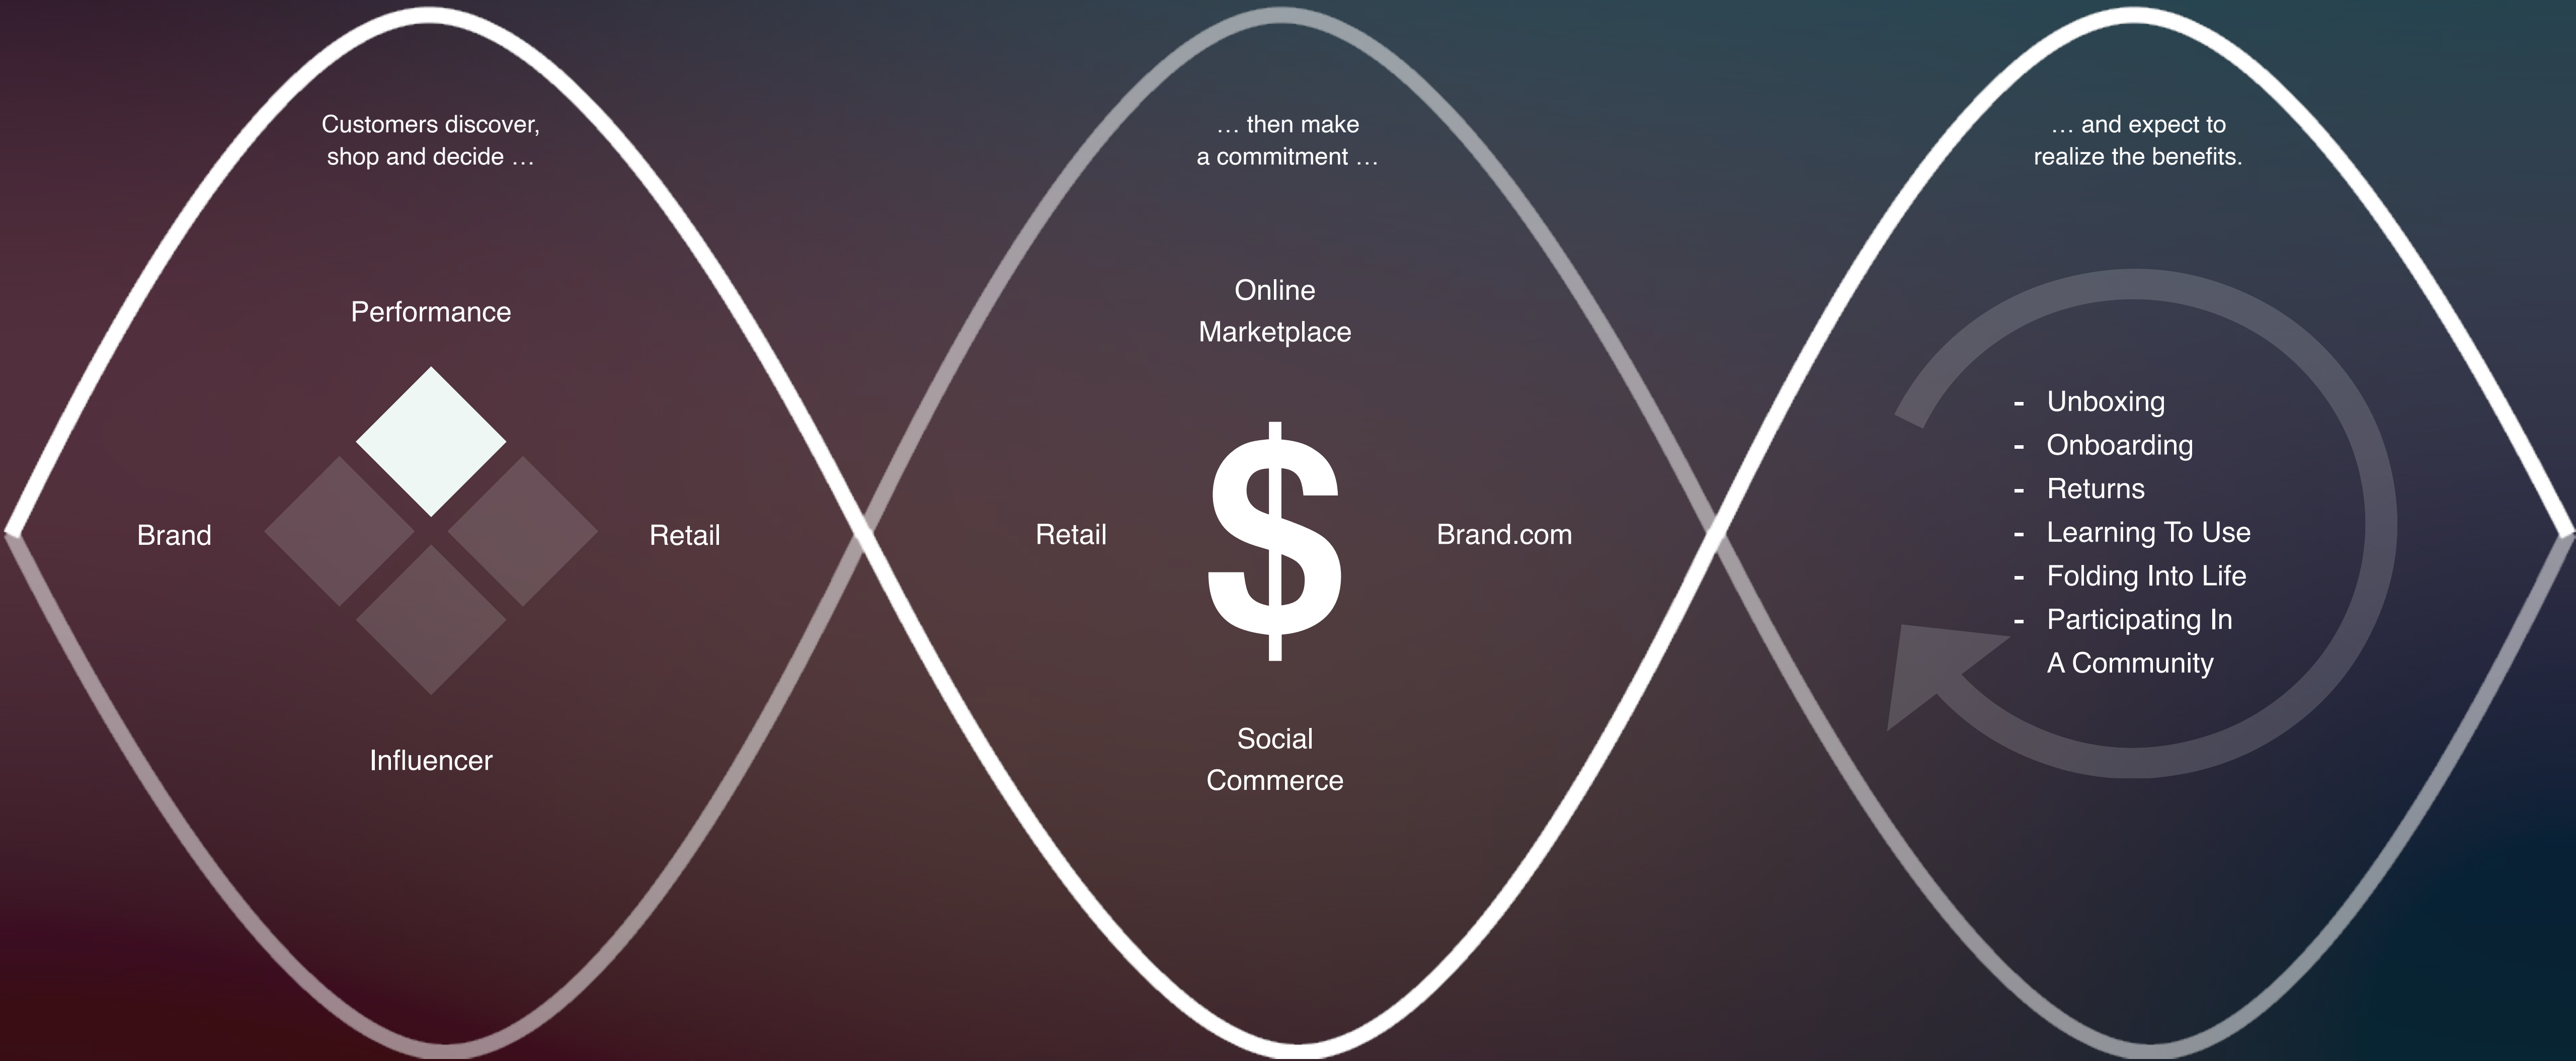 Customers discover,
shop and decide …
Performance
Brand
Retail
Influencer
… then make
a commitment …
Online
Marketplace
Retail
$
Brand.com
Social
Commerce
… and expect to
realize the benefits.
- Unboxing
- Onboarding
- Returns
- Learning To Use
- Folding Into Life
- Participating In
A Community